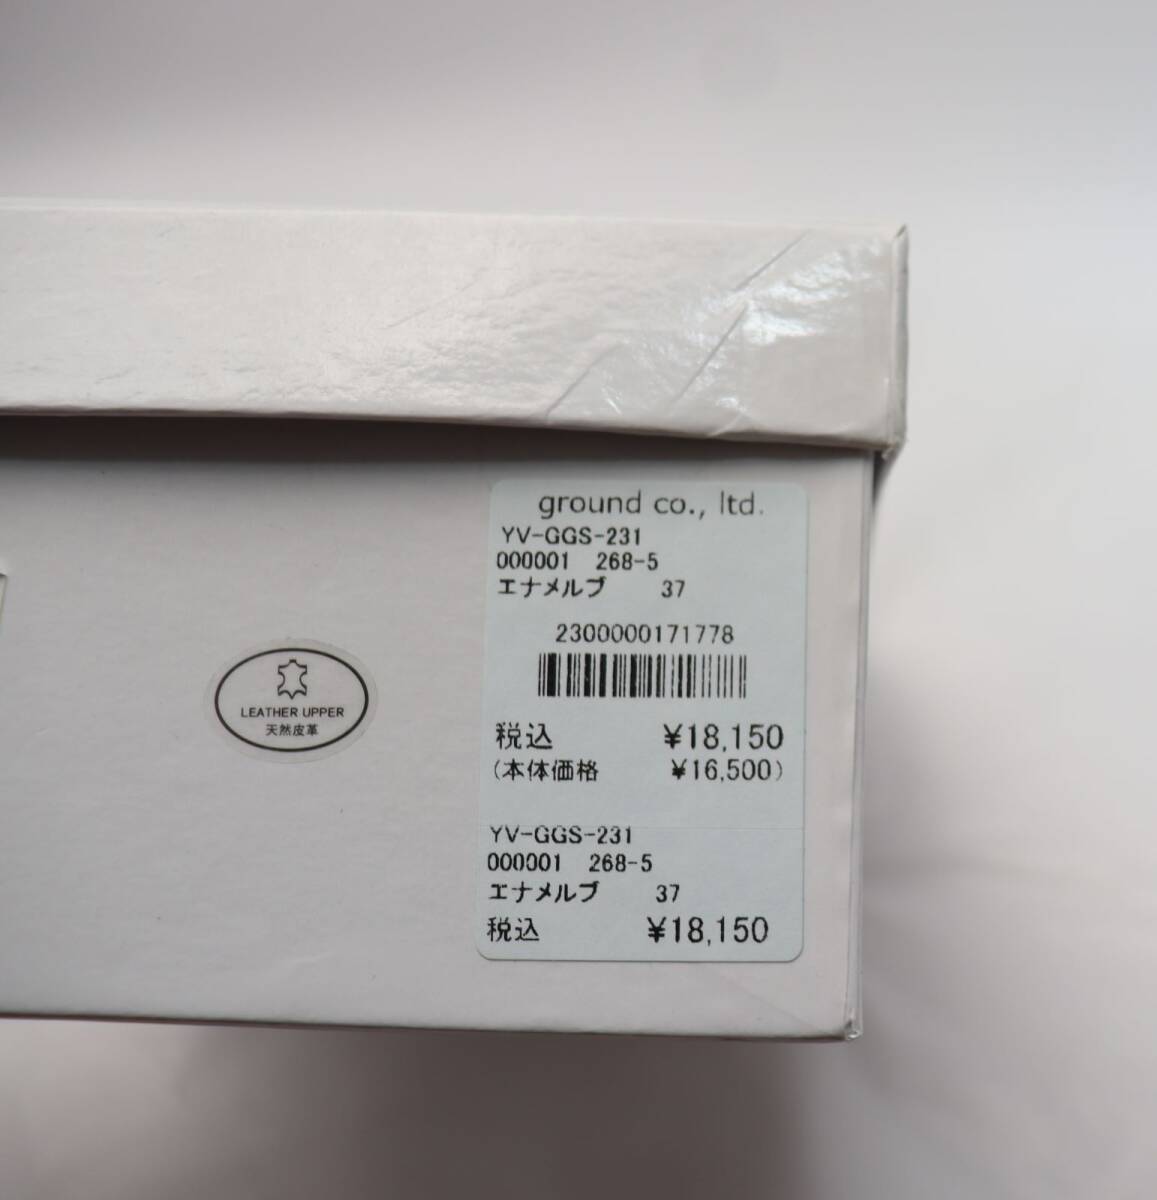 ground co., ltd.
YV-GGS-231
000001 268-5
エナメルブ 37
2300000171778
税込 ¥18,150
(本体価格 ¥16,500)
YV-GGS-231
000001 268-5
エナメルブ 37
税込 ¥18,150
LEATHER UPPER
天然皮革